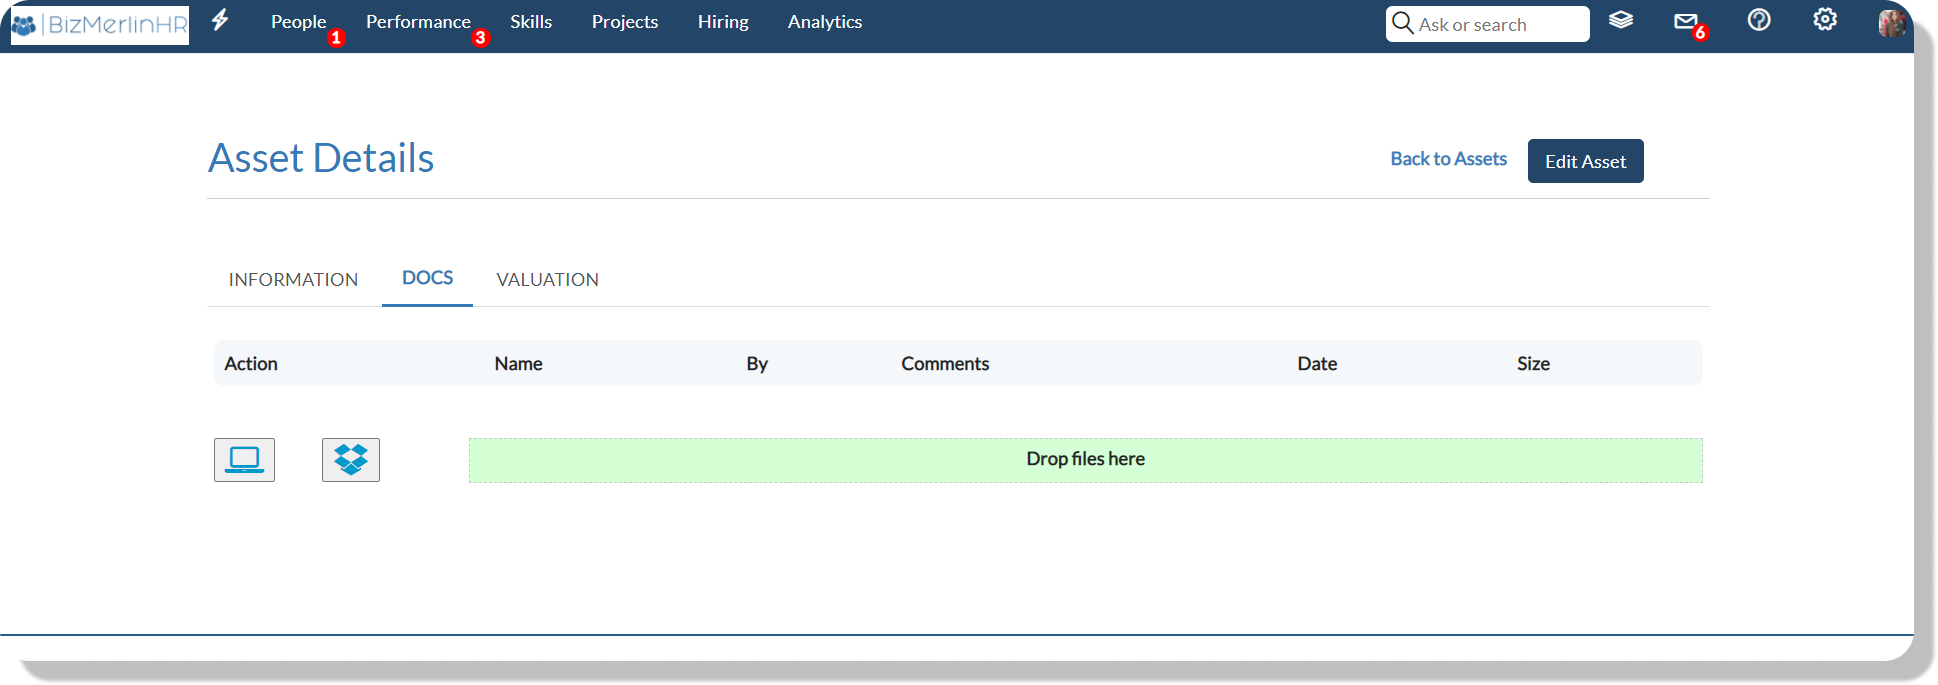 BizMerlinHR People 1 Performance 3 Skills Projects Hiring Analytics Ask or search 6
Asset Details Back to Assets Edit Asset
INFORMATION DOCS VALUATION
Action Name By Comments Date Size
Drop files here